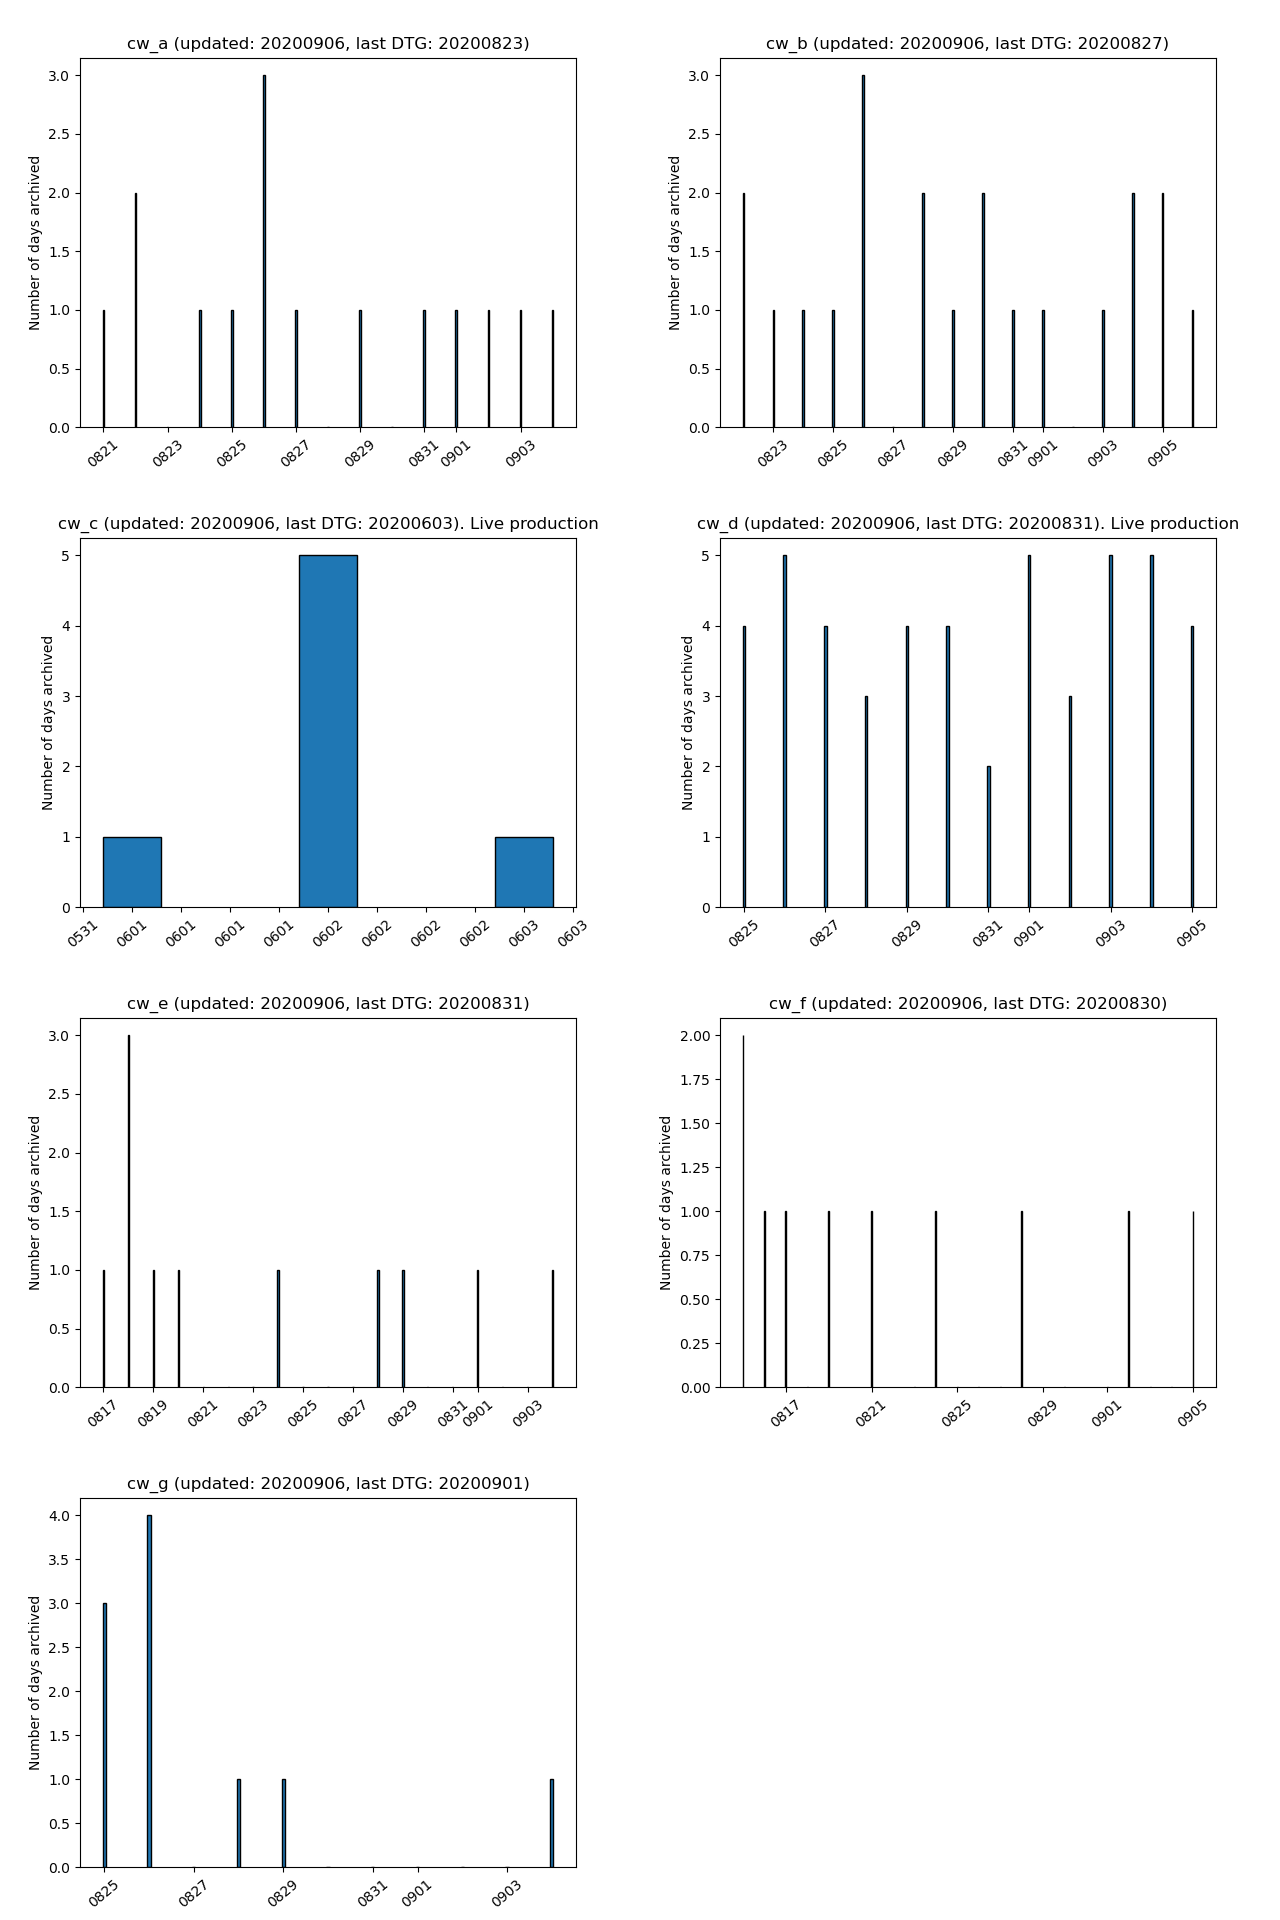 cw_a (updated: 20200906, last DTG: 20200823)
Number of days archived
3.0
2.5
2.0
1.5
1.0
0.5
0.0
0821 0823 0825 0827 0829 0831 0901 0903
cw_b (updated: 20200906, last DTG: 20200827)
Number of days archived
3.0
2.5
2.0
1.5
1.0
0.5
0.0
0823 0825 0827 0829 0831 0901 0903 0905
cw_c (updated: 20200906, last DTG: 20200603). Live production
Number of days archived
5
4
3
2
1
0
0531 0601 0601 0601 0601 0602 0602 0602 0602 0603 0603
cw_d (updated: 20200906, last DTG: 20200831). Live production
Number of days archived
5
4
3
2
1
0
0825 0827 0829 0831 0901 0903 0905
cw_e (updated: 20200906, last DTG: 20200831)
Number of days archived
3.0
2.5
2.0
1.5
1.0
0.5
0.0
0817 0819 0821 0823 0825 0827 0829 0831 0901 0903
cw_f (updated: 20200906, last DTG: 20200830)
Number of days archived
2.00
1.75
1.50
1.25
1.00
0.75
0.50
0.25
0.00
0817 0821 0825 0829 0901 0905
cw_g (updated: 20200906, last DTG: 20200901)
Number of days archived
4.0
3.5
3.0
2.5
2.0
1.5
1.0
0.5
0.0
0825 0827 0829 0831 0901 0903